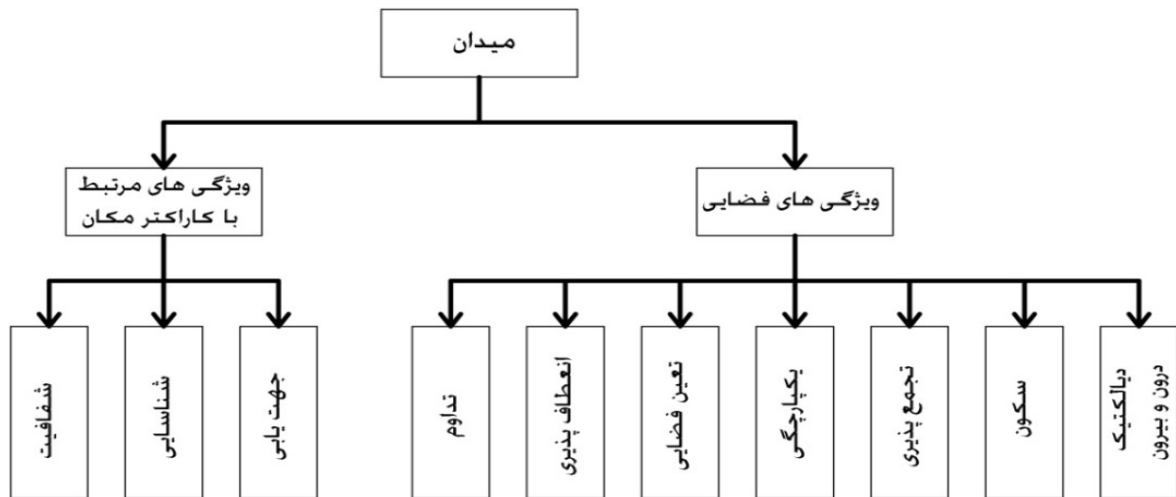 میدان
ویژگی های فضایی
ویژگی های مرتبط
با کاراکتر مکان
دیالکتیک
درون و بیرون
سکون
تجمع پذیری
یکپارچگی
تعین فضایی
انعطاف پذیری
تداوم
جهت یابی
شناسایی
شفافیت